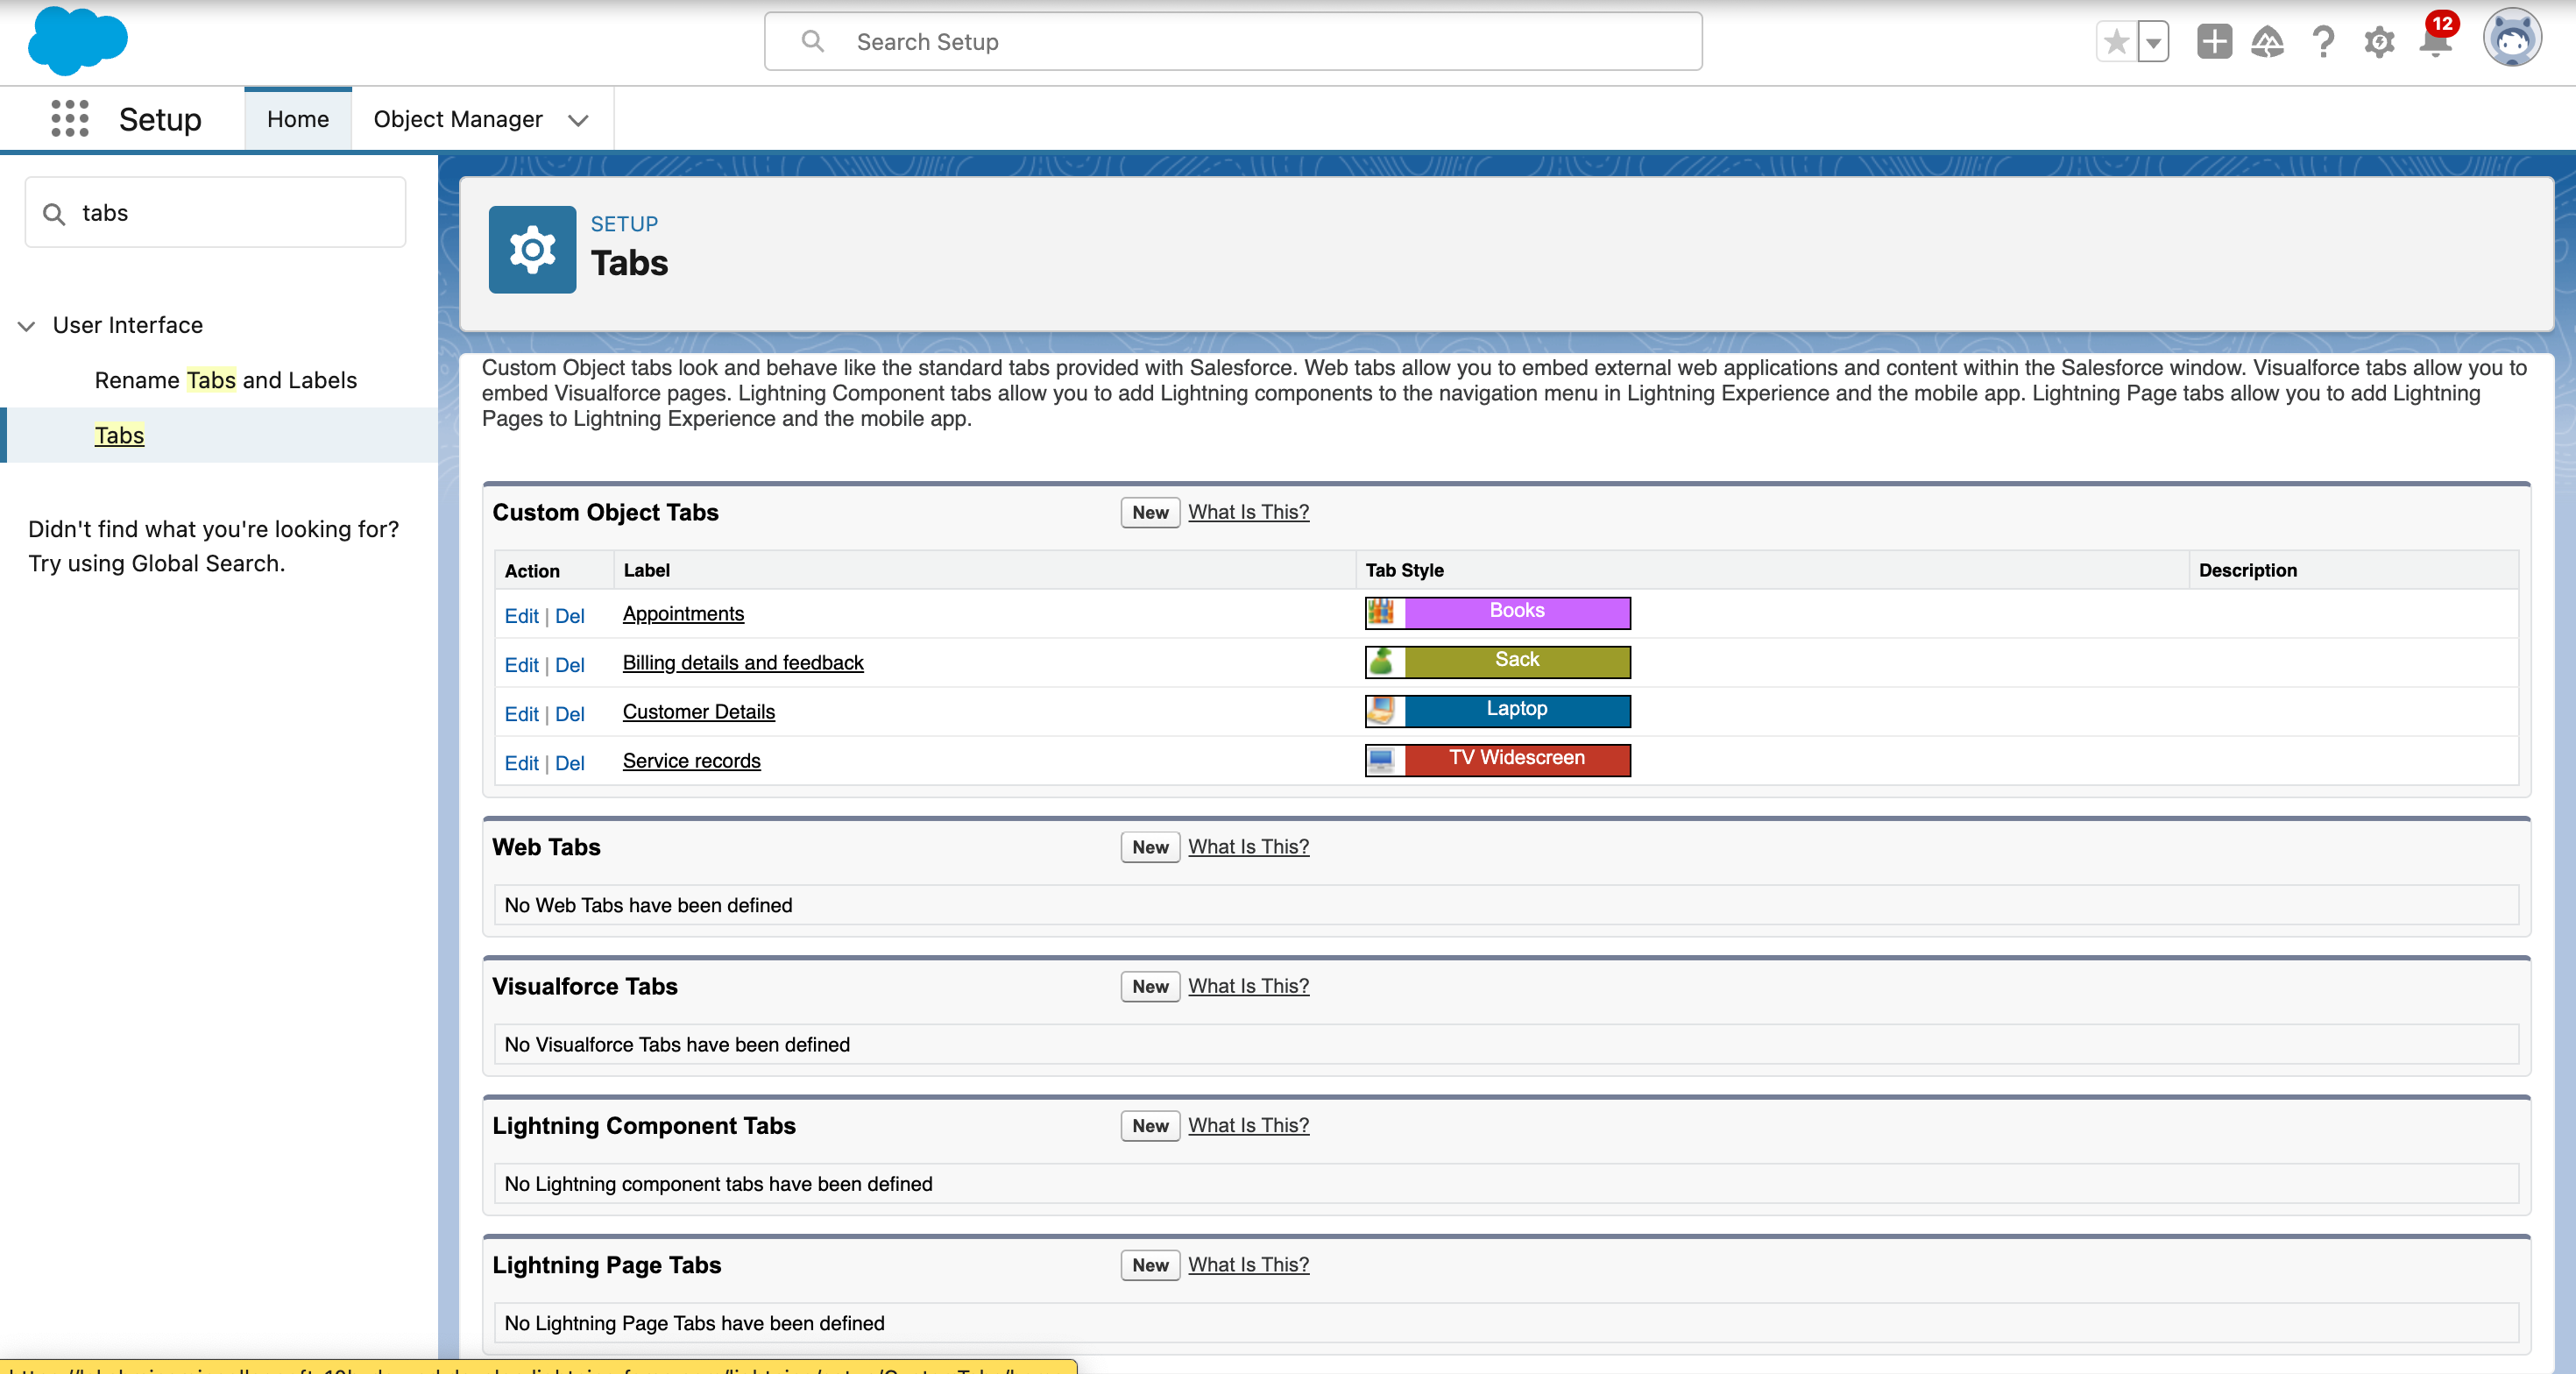 Search Setup
12
Setup
Home
Object Manager
tabs
User Interface
Rename Tabs and Labels
Tabs
Didn't find what you're looking for?
Try using Global Search.
SETUP
Tabs
Custom Object tabs look and behave like the standard tabs provided with Salesforce. Web tabs allow you to embed external web applications and content within the Salesforce window. Visualforce tabs allow you to
embed Visualforce pages. Lightning Component tabs allow you to add Lightning components to the navigation menu in Lightning Experience and the mobile app. Lightning Page tabs allow you to add Lightning
Pages to Lightning Experience and the mobile app.
Custom Object Tabs New What Is This?
Action Label Tab Style Description
Edit | Del Appointments Books
Edit | Del Billing details and feedback Sack
Edit | Del Customer Details Laptop
Edit | Del Service records TV Widescreen
Web Tabs New What Is This?
No Web Tabs have been defined
Visualforce Tabs New What Is This?
No Visualforce Tabs have been defined
Lightning Component Tabs New What Is This?
No Lightning component tabs have been defined
Lightning Page Tabs New What Is This?
No Lightning Page Tabs have been defined